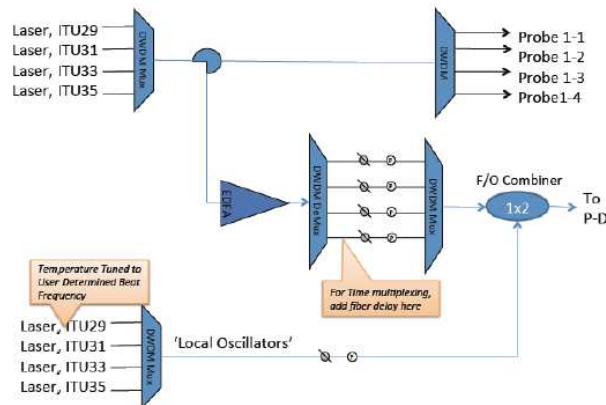 Laser, ITU29
Laser, ITU31
Laser, ITU33
Laser, ITU35
DWDM Mux
DWDM
Probe 1-1
Probe 1-2
Probe 1-3
Probe1-4
EDFA
DWDM DeMux
DWDM Mux
F/O Combiner
1x2
To
P-D
Temperature Tuned to
User Determined Beat
Frequency
For Time multiplexing,
add fiber delay here
Laser, ITU29
Laser, ITU31
Laser, ITU33
Laser, ITU35
DWDM Mux
'Local Oscillators'